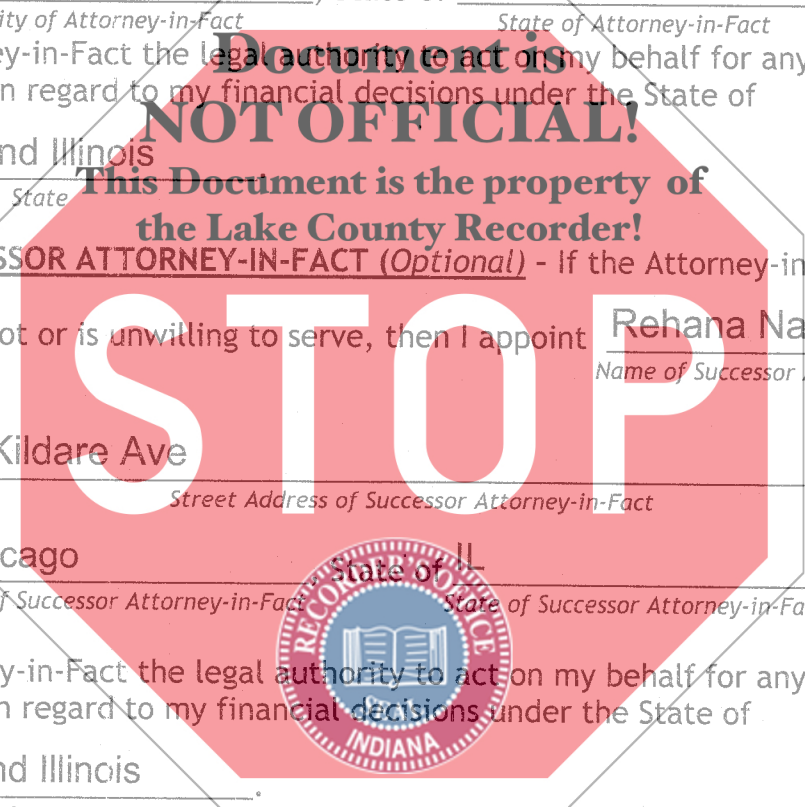 ity of Attorney-in-Fact State of Attorney-in-Fact
ey-in-Fact the legal authority to act on my behalf for any
Document is
n regard to my financial decisions under the State of
NOT OFFICIAL!
nd Illinois
This Document is the property of
State
the Lake County Recorder!
SSOR ATTORNEY-IN-FACT (Optional) – If the Attorney-in
STOP
ot or is unwilling to serve, then I appoint Rehana Na
Name of Successor
Kildare Ave
Street Address of Successor Attorney-in-Fact
cago, State of IL
f Successor Attorney-in-Fact State of Successor Attorney-in-Fa
RECORDER'S OFFICE
y-in-Fact the legal authority to act on my behalf for any
n regard to my financial decisions under the State of
INDIANA
nd Illinois.